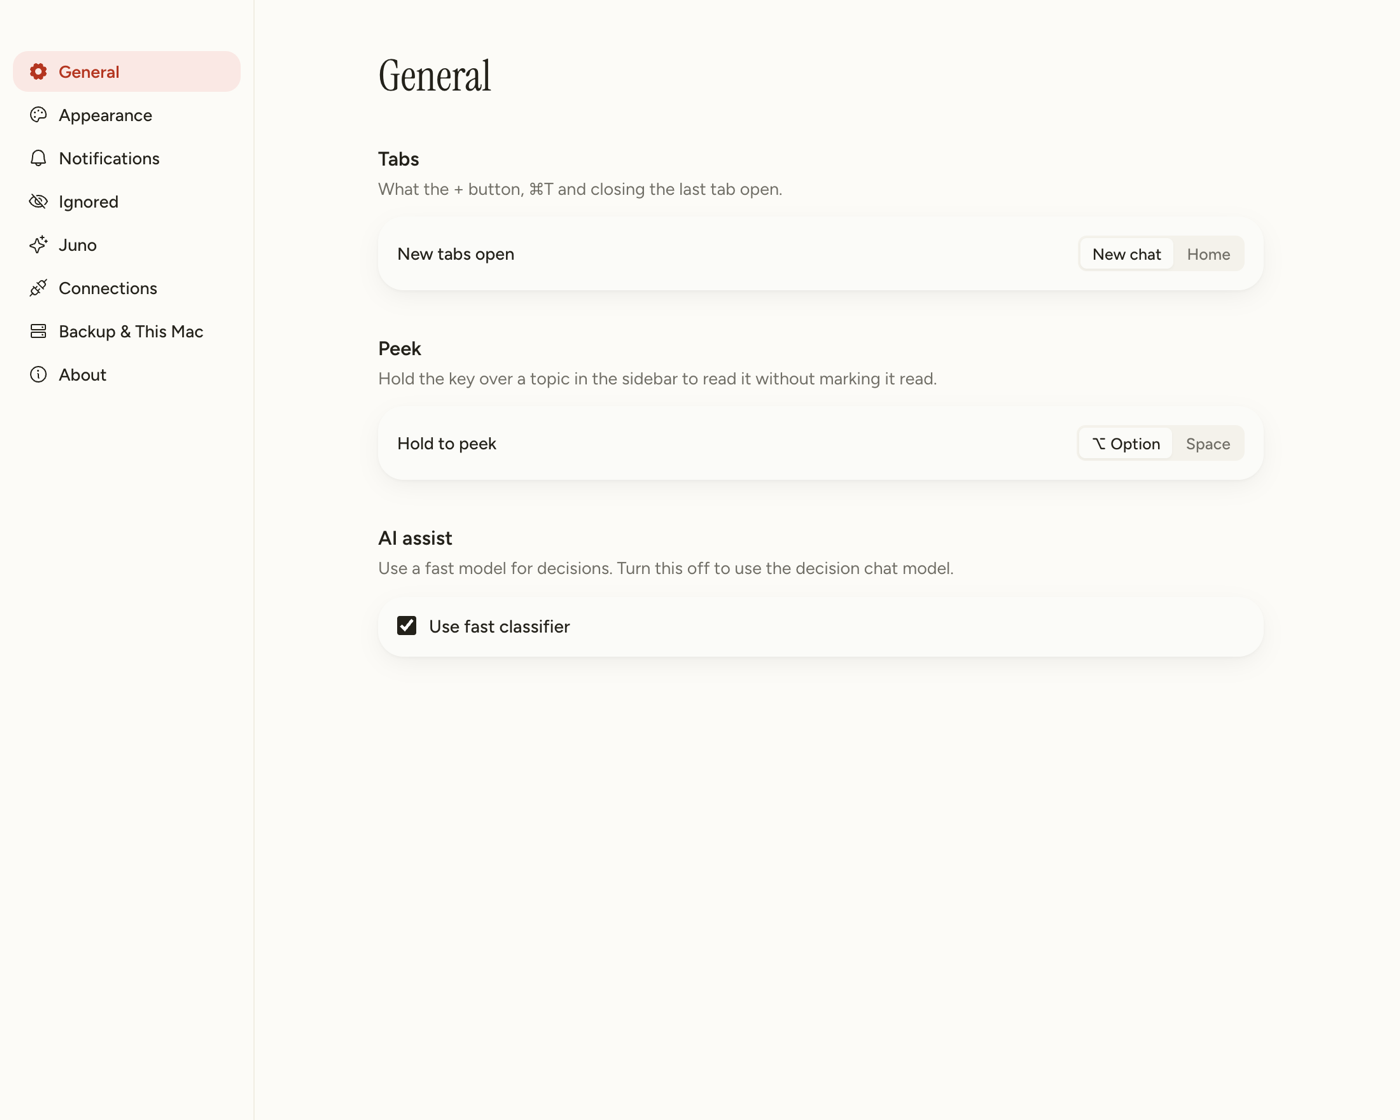 General
Appearance
Notifications
Ignored
Juno
Connections
Backup & This Mac
About
General
Tabs
What the + button, ⌘T and closing the last tab open.
New tabs open
New chat
Home
Peek
Hold the key over a topic in the sidebar to read it without marking it read.
Hold to peek
⌥ Option
Space
AI assist
Use a fast model for decisions. Turn this off to use the decision chat model.
Use fast classifier